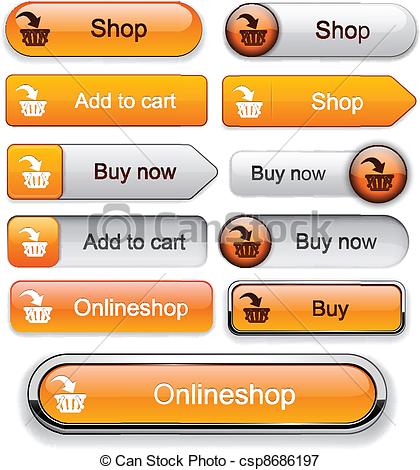 Shop
Shop
Add to cart
Shop
Buy now
Buy now
Add to cart
Buy now
Onlineshop
Buy
Onlineshop
© Can Stock Photo
© Can Stock Photo - csp8686197